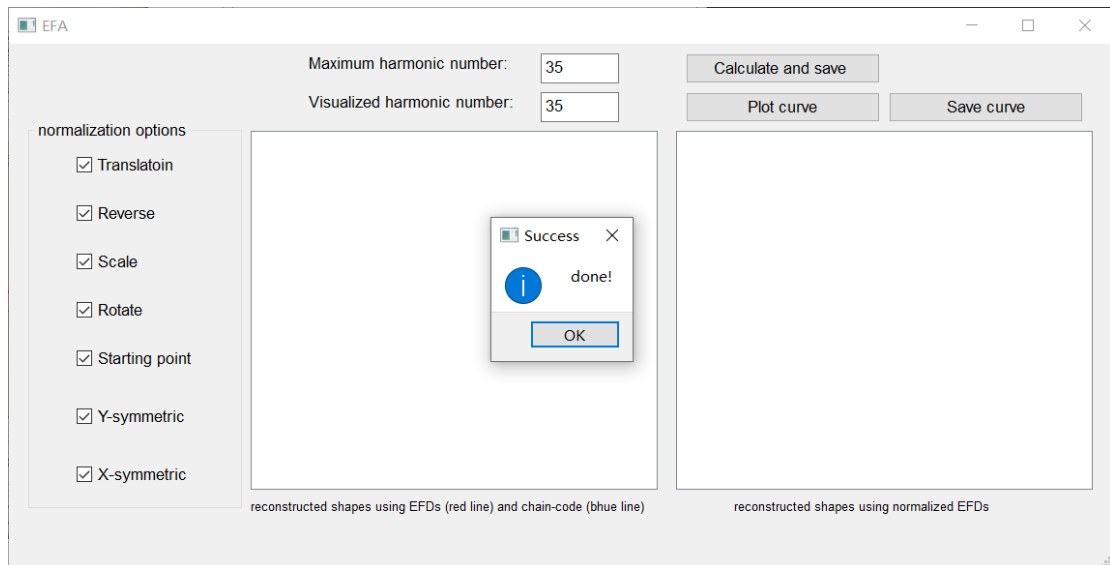 EFA
Maximum harmonic number:
35
Calculate and save
Visualized harmonic number:
35
Plot curve
Save curve
normalization options
Translatoin
Reverse
Scale
Rotate
Starting point
Y-symmetric
X-symmetric
Success
done!
OK
reconstructed shapes using EFDs (red line) and chain-code (bhue line)
reconstructed shapes using normalized EFDs